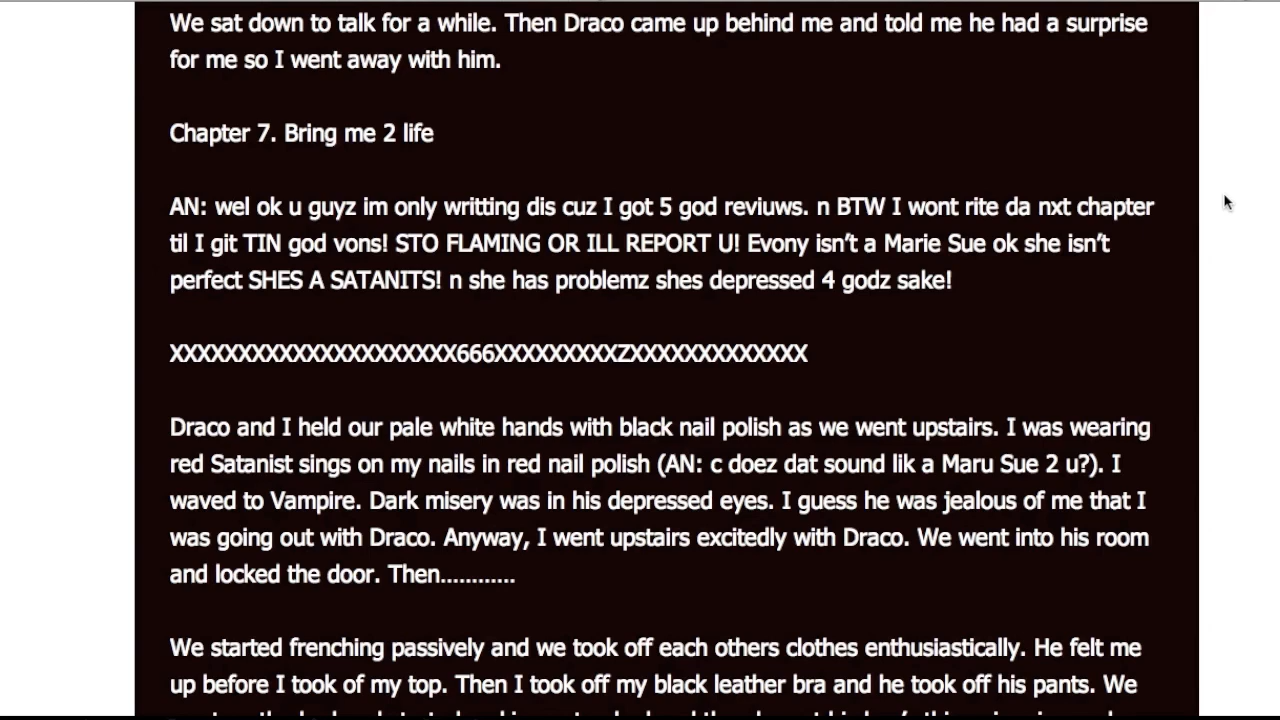 We sat down to talk for a while. Then Draco came up behind me and told me he had a surprise
for me so I went away with him.
Chapter 7. Bring me 2 life
AN: wel ok u guyz im only writting dis cuz I got 5 god reviuws. n BTW I wont rite da nxt chapter
til I git TIN god vons! STO FLAMING OR ILL REPORT U! Evony isn't a Marie Sue ok she isn't
perfect SHES A SATANITS! n she has problemz shes depressed 4 godz sake!
XXXXXXXXXXXXXXXXXXXXXX666XXXXXXXXXZXXXXXXXXXXXXX
Draco and I held our pale white hands with black nail polish as we went upstairs. I was wearing
red Satanist sings on my nails in red nail polish (AN: c doez dat sound lik a Maru Sue 2 u?). I
waved to Vampire. Dark misery was in his depressed eyes. I guess he was jealous of me that I
was going out with Draco. Anyway, I went upstairs excitedly with Draco. We went into his room
and locked the door. Then............
We started frenching passively and we took off each others clothes enthusiastically. He felt me
up before I took of my top. Then I took off my black leather bra and he took off his pants. We